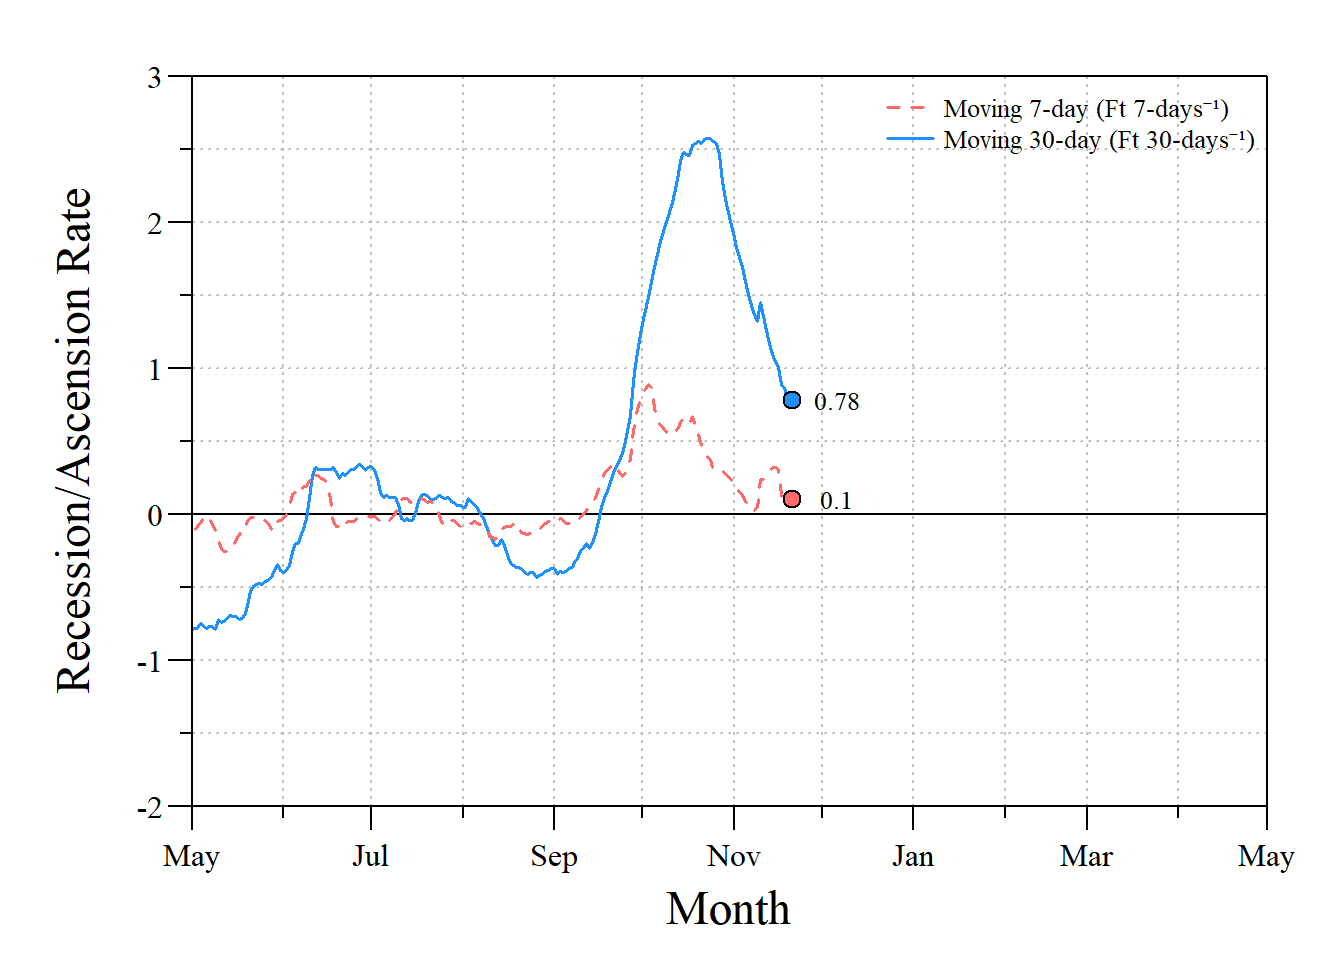 3
Moving 7-day (Ft 7-days⁻¹)
Moving 30-day (Ft 30-days⁻¹)
2
1
0
-1
-2
Recession/Ascension Rate
0.78
0.1
May Jul Sep Nov Jan Mar May
Month